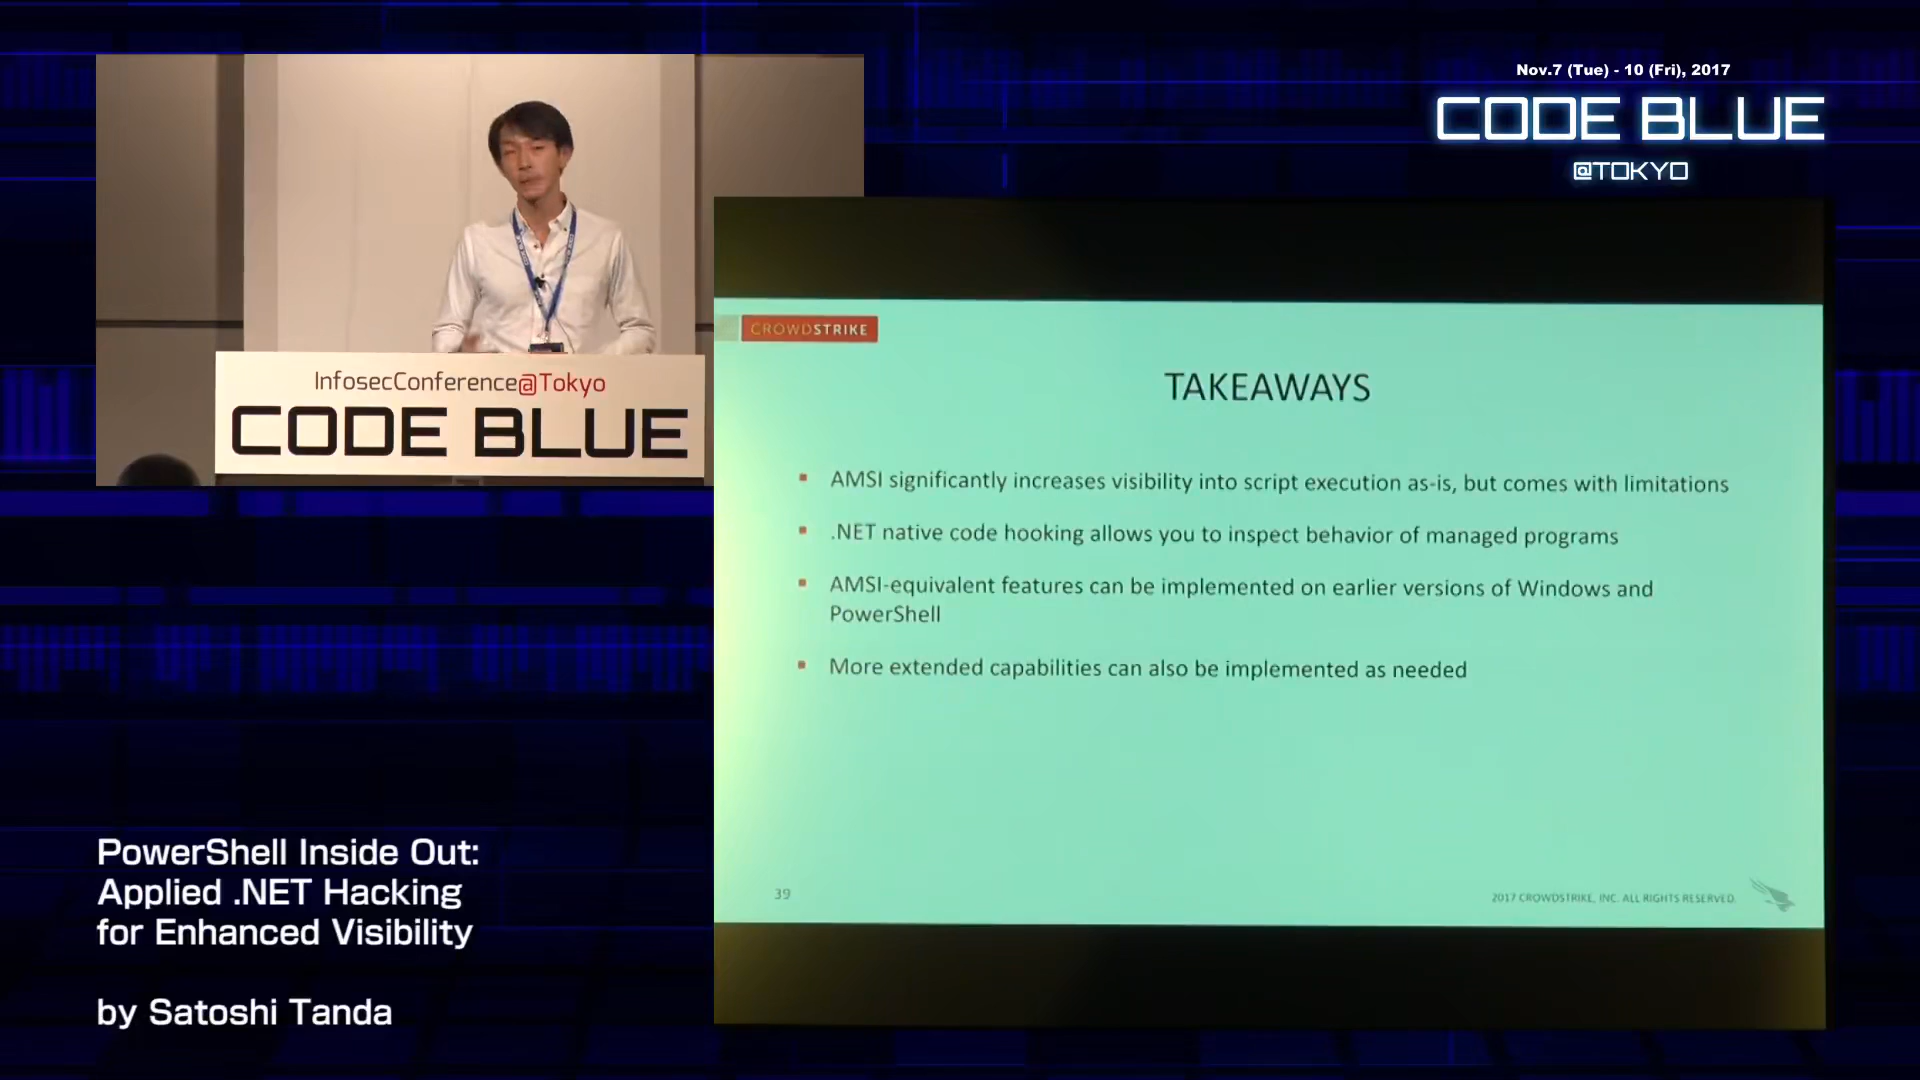 Nov.7 (Tue) - 10 (Fri), 2017
CODE BLUE
@TOKYO
InfosecConference@Tokyo
CODE BLUE
CROWDSTRIKE
TAKEAWAYS
▪ AMSI significantly increases visibility into script execution as-is, but comes with limitations
▪ .NET native code hooking allows you to inspect behavior of managed programs
▪ AMSI-equivalent features can be implemented on earlier versions of Windows and
PowerShell
▪ More extended capabilities can also be implemented as needed
39
2017 CROWDSTRIKE, INC. ALL RIGHTS RESERVED.
PowerShell Inside Out:
Applied .NET Hacking
for Enhanced Visibility
by Satoshi Tanda